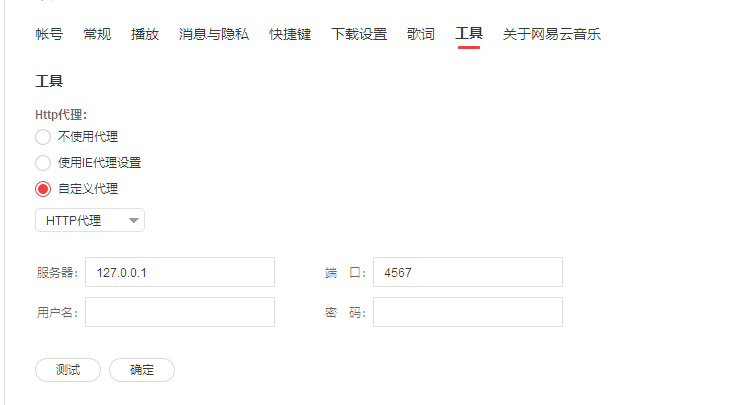 帐号 常规 播放 消息与隐私 快捷键 下载设置 歌词 工具 关于网易云音乐
工具
Http代理：
不使用代理
使用IE代理设置
自定义代理
HTTP代理
服务器： 127.0.0.1 端 口： 4567
用户名： 密 码：
测试 确定